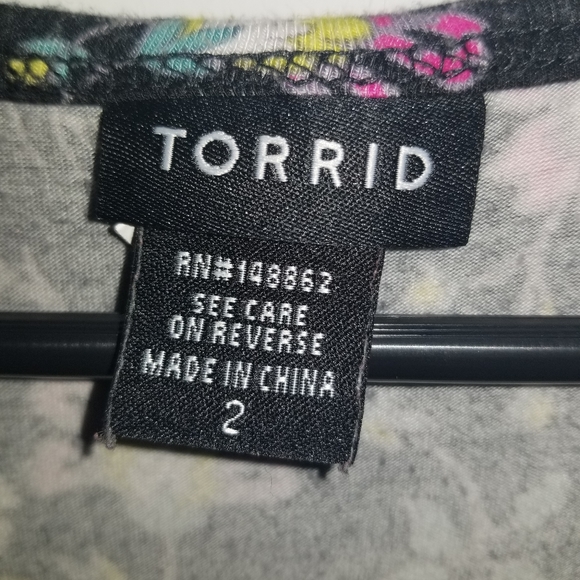 TORRID
RN#148862
SEE CARE
ON REVERSE
MADE IN CHINA
2